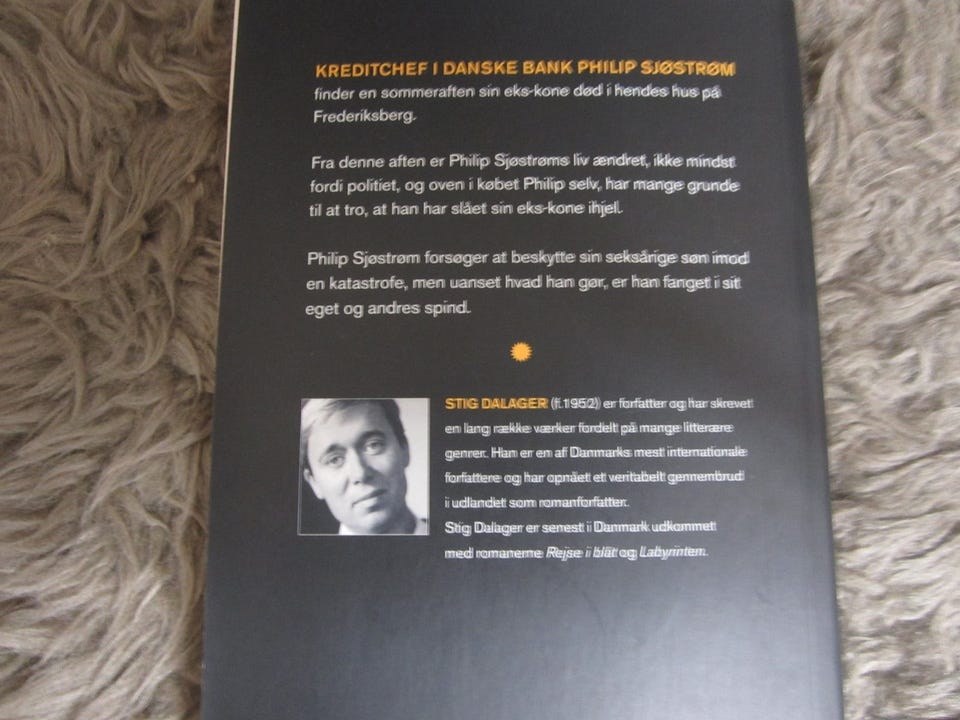 KREDITCHEF I DANSKE BANK PHILIP SJØSTRØM
finder en sommeraften sin eks-kone død i hendes hus på
Frederiksberg.
Fra denne aften er Philip Sjøstrøms liv ændret, ikke mindst
fordi politiet, og oven i købet Philip selv, har mange grunde
til at tro, at han har slået sin eks-kone ihjel.
Philip Sjøstrøm forsøger at beskytte sin seksårige søn imod
en katastrofe, men uanset hvad han gør, er han fanget i sit
eget og andres spind.
STIG DALAGER (f.1952) er forfatter og har skrevet
en lang række værker fordelt på mange litterære
genrer. Han er en af Danmarks mest internationale
forfattere og har opnået et veritabelt gennembrud
i udlandet som romanforfatter.
Stig Dalager er senest i Danmark udkommet
med romanerne Rejse i blåt og Labyrinten.